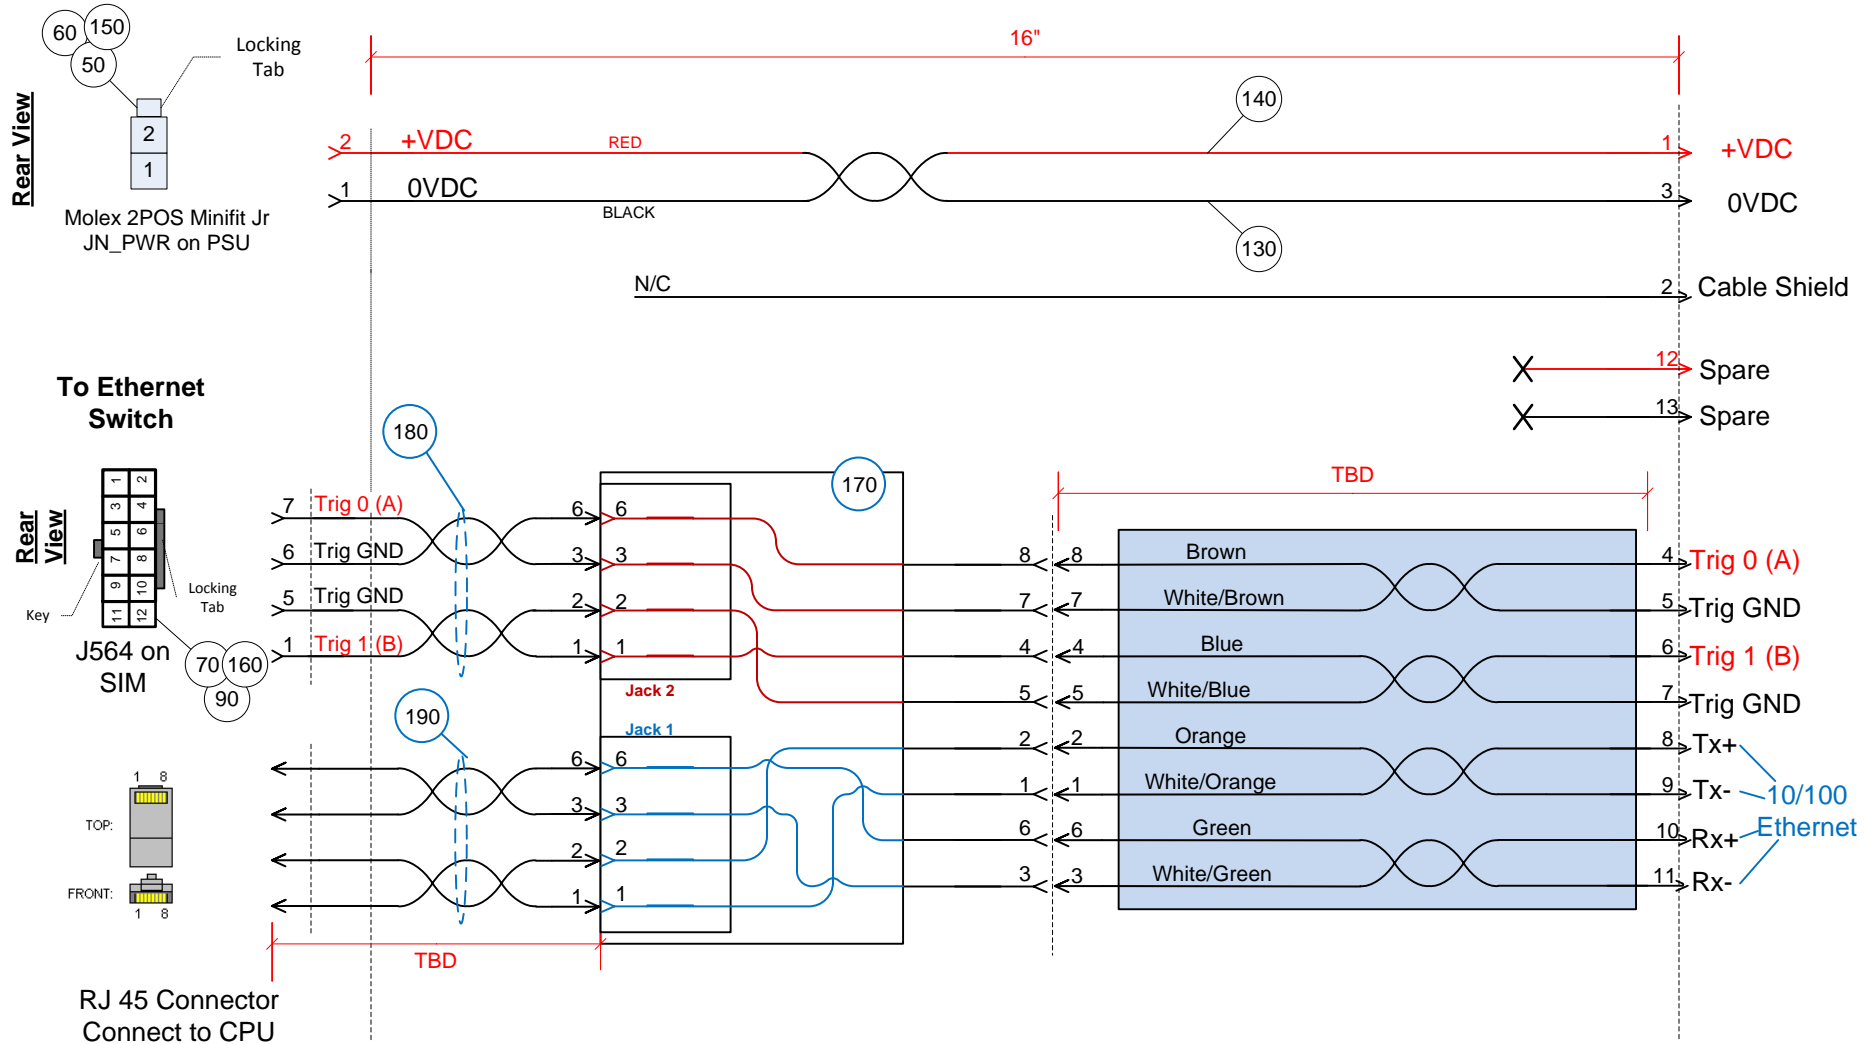 60
150
50
Locking
Tab
Rear View
2
1
Molex 2POS Minifit Jr
JN_PWR on PSU
16"
2
+VDC
RED
140
1
+VDC
1
0VDC
BLACK
130
3
0VDC
N/C
2
Cable Shield
12
Spare
13
Spare
To Ethernet
Switch
Rear
View
1
2
3
4
5
6
7
8
9
10
11
12
Key
Locking
Tab
J564 on
SIM
70
160
90
180
170
TBD
7
Trig 0 (A)
6
6
6
Trig GND
3
3
5
Trig GND
2
2
1
Trig 1 (B)
1
1
Jack 2
8
8
Brown
4
Trig 0 (A)
7
7
White/Brown
5
Trig GND
4
4
Blue
6
Trig 1 (B)
5
5
White/Blue
7
Trig GND
190
Jack 1
6
6
3
3
2
2
1
1
2
2
Orange
8
Tx+
1
1
White/Orange
9
Tx-
6
6
Green
10
Rx+
3
3
White/Green
11
Rx-
10/100
Ethernet
1 8
TOP:
FRONT:
1 8
TBD
RJ 45 Connector
Connect to CPU